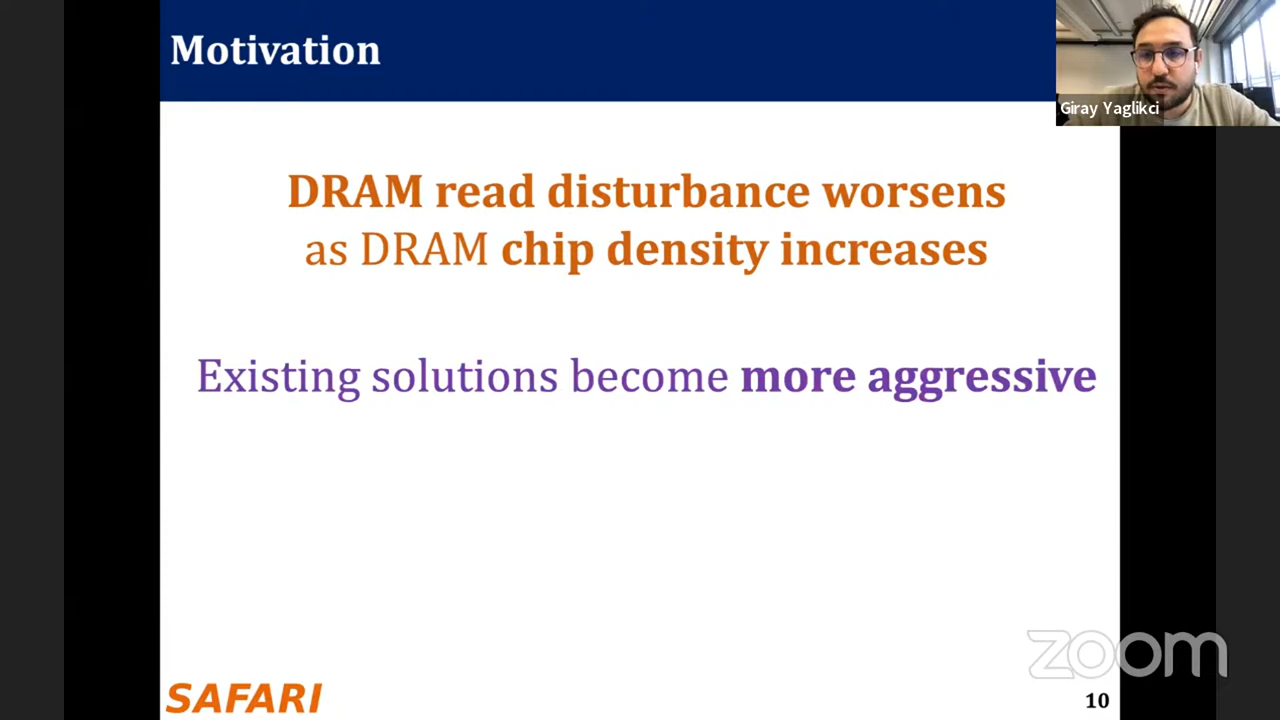 Motivation
Giray Yaglikci
DRAM read disturbance worsens
as DRAM chip density increases
Existing solutions become more aggressive
zoom
SAFARI
10